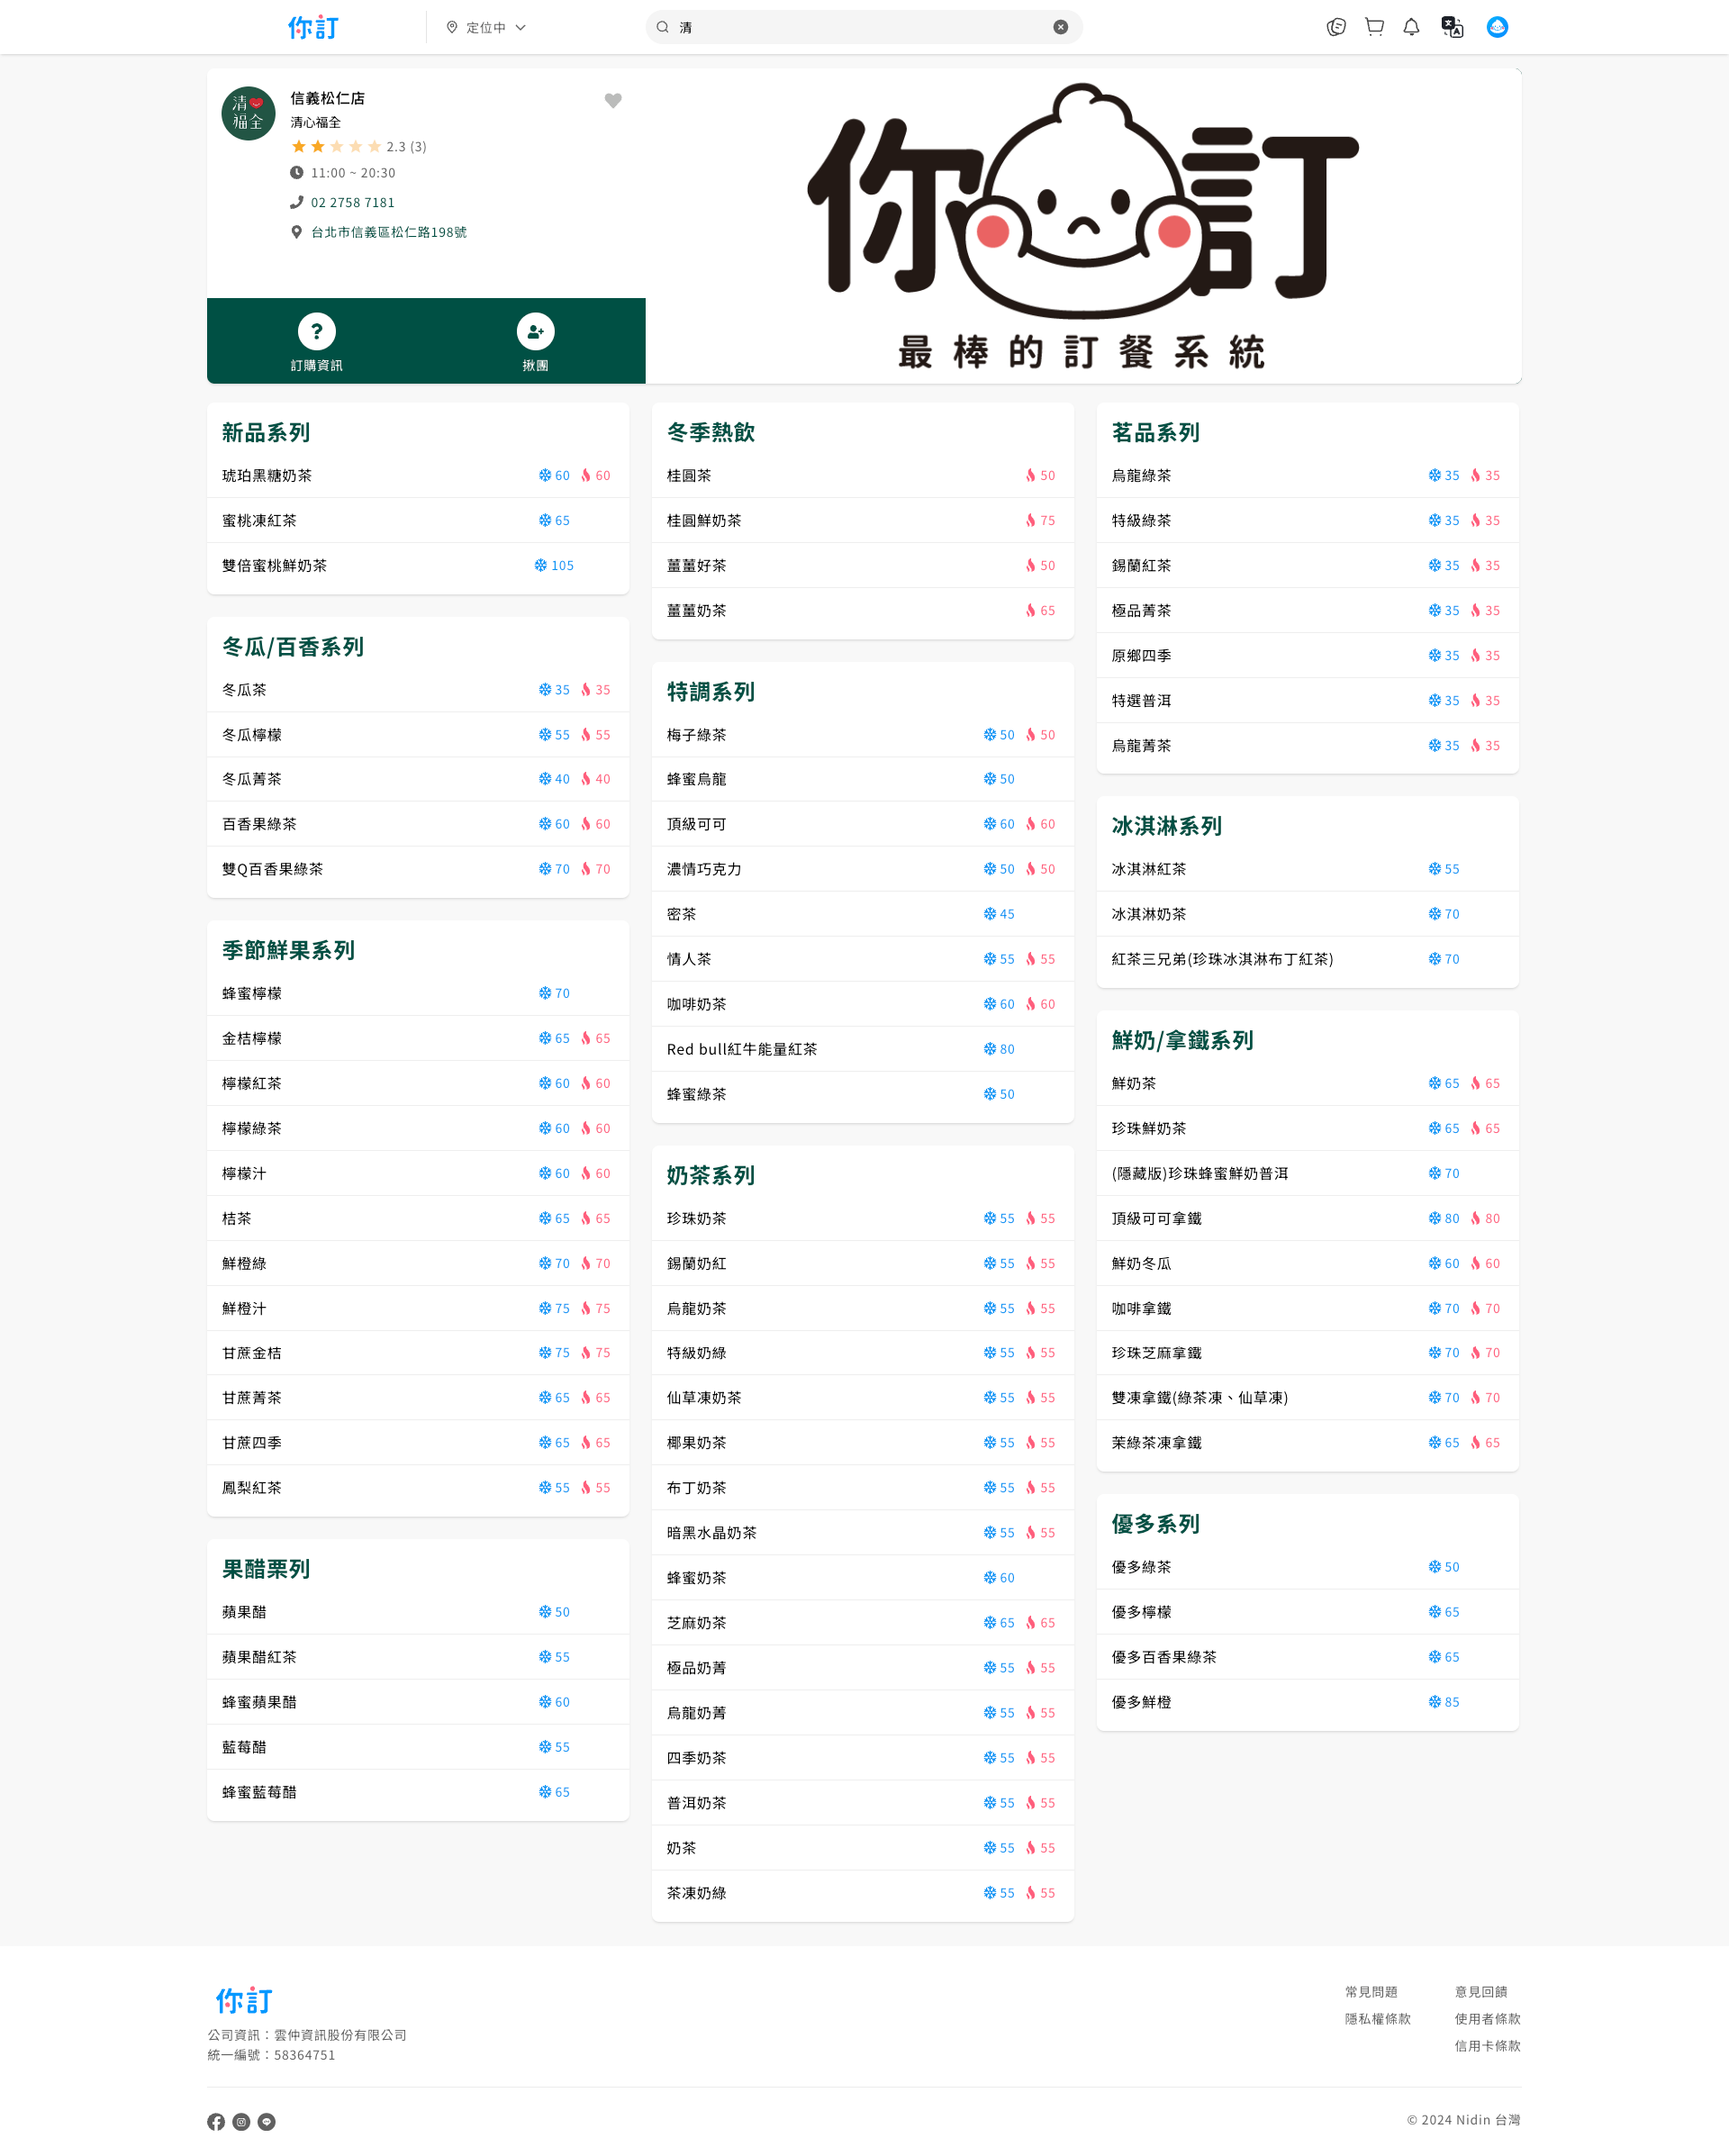 你訂
定位中
清
清
福全
信義松仁店
清心福全
2.3 (3)
11:00 ~ 20:30
02 2758 7181
台北市信義區松仁路198號
訂購資訊
揪團
你訂
最棒的訂餐系統
新品系列
琥珀黑糖奶茶 60 60
蜜桃凍紅茶 65
雙倍蜜桃鮮奶茶 105
冬瓜/百香系列
冬瓜茶 35 35
冬瓜檸檬 55 55
冬瓜菁茶 40 40
百香果綠茶 60 60
雙Q百香果綠茶 70 70
季節鮮果系列
蜂蜜檸檬 70
金桔檸檬 65 65
檸檬紅茶 60 60
檸檬綠茶 60 60
檸檬汁 60 60
桔茶 65 65
鮮橙綠 70 70
鮮橙汁 75 75
甘蔗金桔 75 75
甘蔗菁茶 65 65
甘蔗四季 65 65
鳳梨紅茶 55 55
果醋栗列
蘋果醋 50
蘋果醋紅茶 55
蜂蜜蘋果醋 60
藍莓醋 55
蜂蜜藍莓醋 65
冬季熱飲
桂圓茶 50
桂圓鮮奶茶 75
薑薑好茶 50
薑薑奶茶 65
特調系列
梅子綠茶 50 50
蜂蜜烏龍 50
頂級可可 60 60
濃情巧克力 50 50
密茶 45
情人茶 55 55
咖啡奶茶 60 60
Red bull紅牛能量紅茶 80
蜂蜜綠茶 50
奶茶系列
珍珠奶茶 55 55
錫蘭奶紅 55 55
烏龍奶茶 55 55
特級奶綠 55 55
仙草凍奶茶 55 55
椰果奶茶 55 55
布丁奶茶 55 55
暗黑水晶奶茶 55 55
蜂蜜奶茶 60
芝麻奶茶 65 65
極品奶菁 55 55
烏龍奶菁 55 55
四季奶茶 55 55
普洱奶茶 55 55
奶茶 55 55
茶凍奶綠 55 55
茗品系列
烏龍綠茶 35 35
特級綠茶 35 35
錫蘭紅茶 35 35
極品菁茶 35 35
原鄉四季 35 35
特選普洱 35 35
烏龍菁茶 35 35
冰淇淋系列
冰淇淋紅茶 55
冰淇淋奶茶 70
紅茶三兄弟(珍珠冰淇淋布丁紅茶) 70
鮮奶/拿鐵系列
鮮奶茶 65 65
珍珠鮮奶茶 65 65
(隱藏版)珍珠蜂蜜鮮奶普洱 70
頂級可可拿鐵 80 80
鮮奶冬瓜 60 60
咖啡拿鐵 70 70
珍珠芝麻拿鐵 70 70
雙凍拿鐵(綠茶凍、仙草凍) 70 70
茉綠茶凍拿鐵 65 65
優多系列
優多綠茶 50
優多檸檬 65
優多百香果綠茶 65
優多鮮橙 85
你訂
公司資訊：雲仲資訊股份有限公司
統一編號：58364751
常見問題
隱私權條款
意見回饋
使用者條款
信用卡條款
© 2024 Nidin 台灣